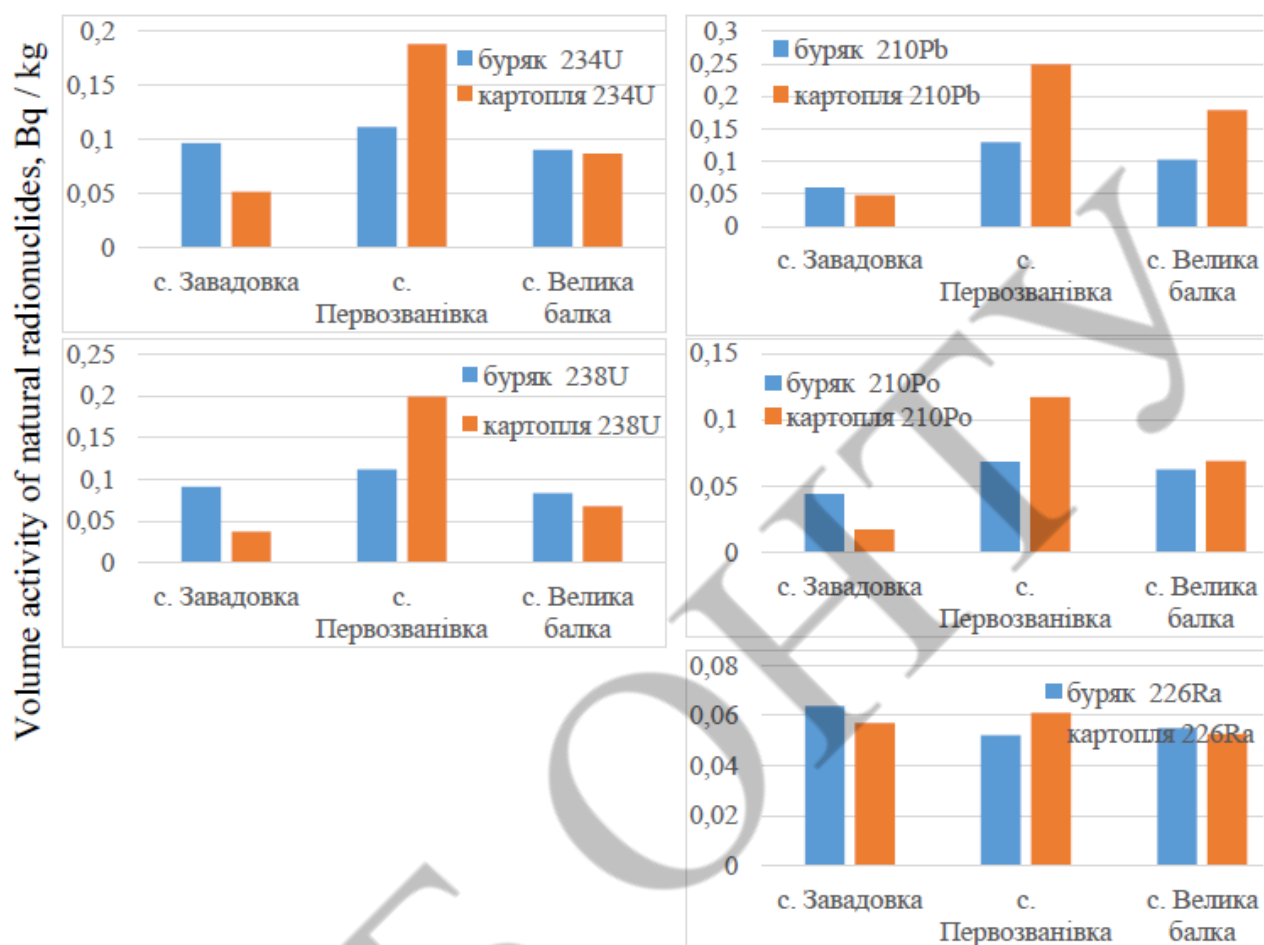 Volume activity of natural radionuclides, Bq / kg
0,2
0,15
0,1
0,05
0
буряк 234U
картопля 234U
с. Завадовка
с. Первозванівка
с. Велика балка
0,3
0,25
0,2
0,15
0,1
0,05
0
буряк 210Pb
картопля 210Pb
с. Завадовка
с. Первозванівка
с. Велика балка
0,25
0,2
0,15
0,1
0,05
0
буряк 238U
картопля 238U
с. Завадовка
с. Первозванівка
с. Велика балка
0,15
0,1
0,05
0
буряк 210Po
картопля 210Po
с. Завадовка
с. Первозванівка
с. Велика балка
0,08
0,06
0,04
0,02
0
буряк 226Ra
картопля 226Ra
с. Завадовка
с. Первозванівка
с. Велика балка
ОНТУ